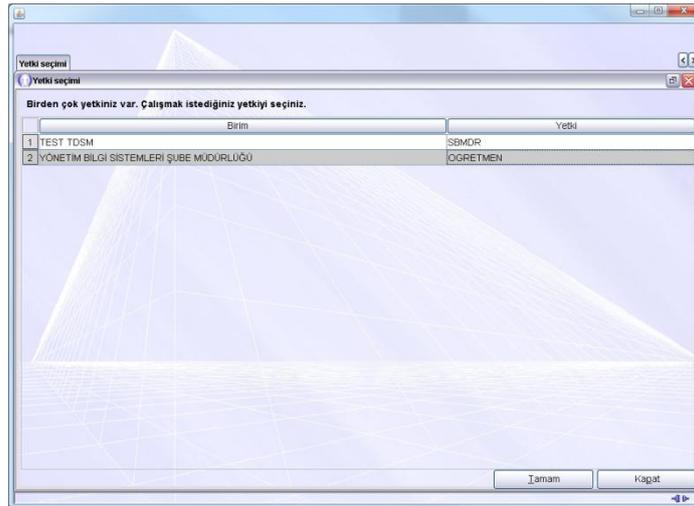 Yetki seçimi
Yetki seçimi
Birden çok yetkiniz var. Çalışmak istediğiniz yetkiyi seçiniz.
Birim Yetki
1 TEST TDSM SBMDR
2 YÖNETİM BİLGİ SİSTEMLERİ ŞUBE MÜDÜRLÜĞÜ OGRETMEN
Tamam Kapat